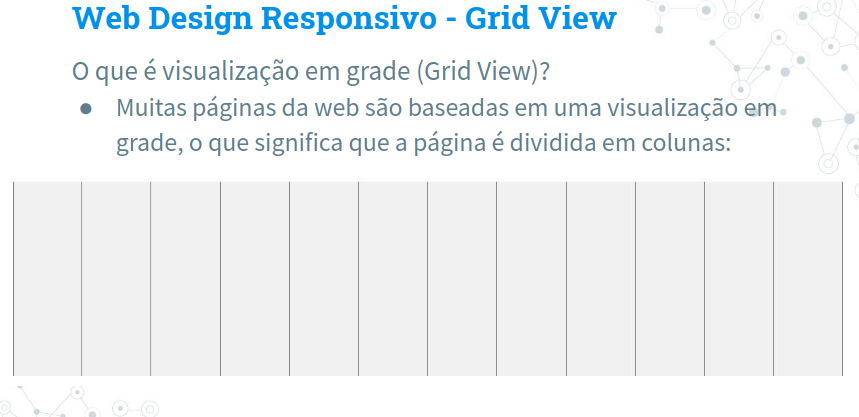 Web Design Responsivo - Grid View
O que é visualização em grade (Grid View)?
● Muitas páginas da web são baseadas em uma visualização em
grade, o que significa que a página é dividida em colunas: